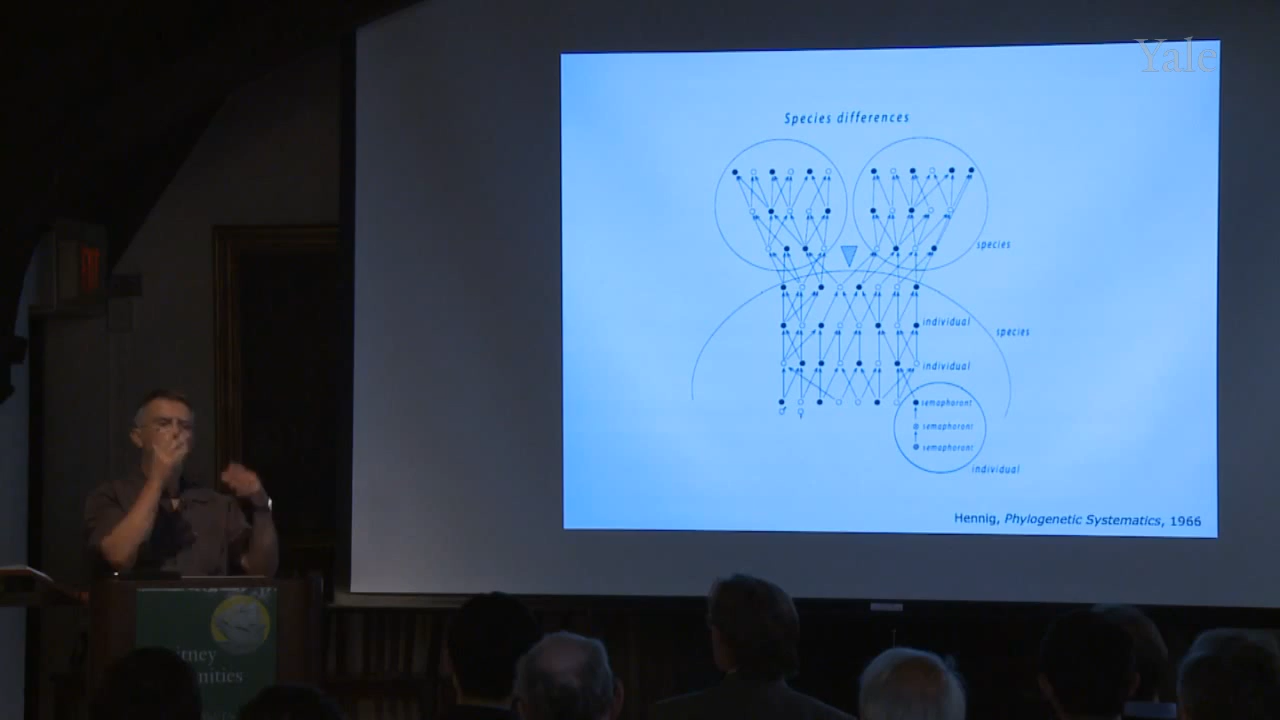 Yale
Species differences
species
individual
species
individual
semaphoront
semaphoront
semaphoront
individual
Hennig, Phylogenetic Systematics, 1966
itney
nities